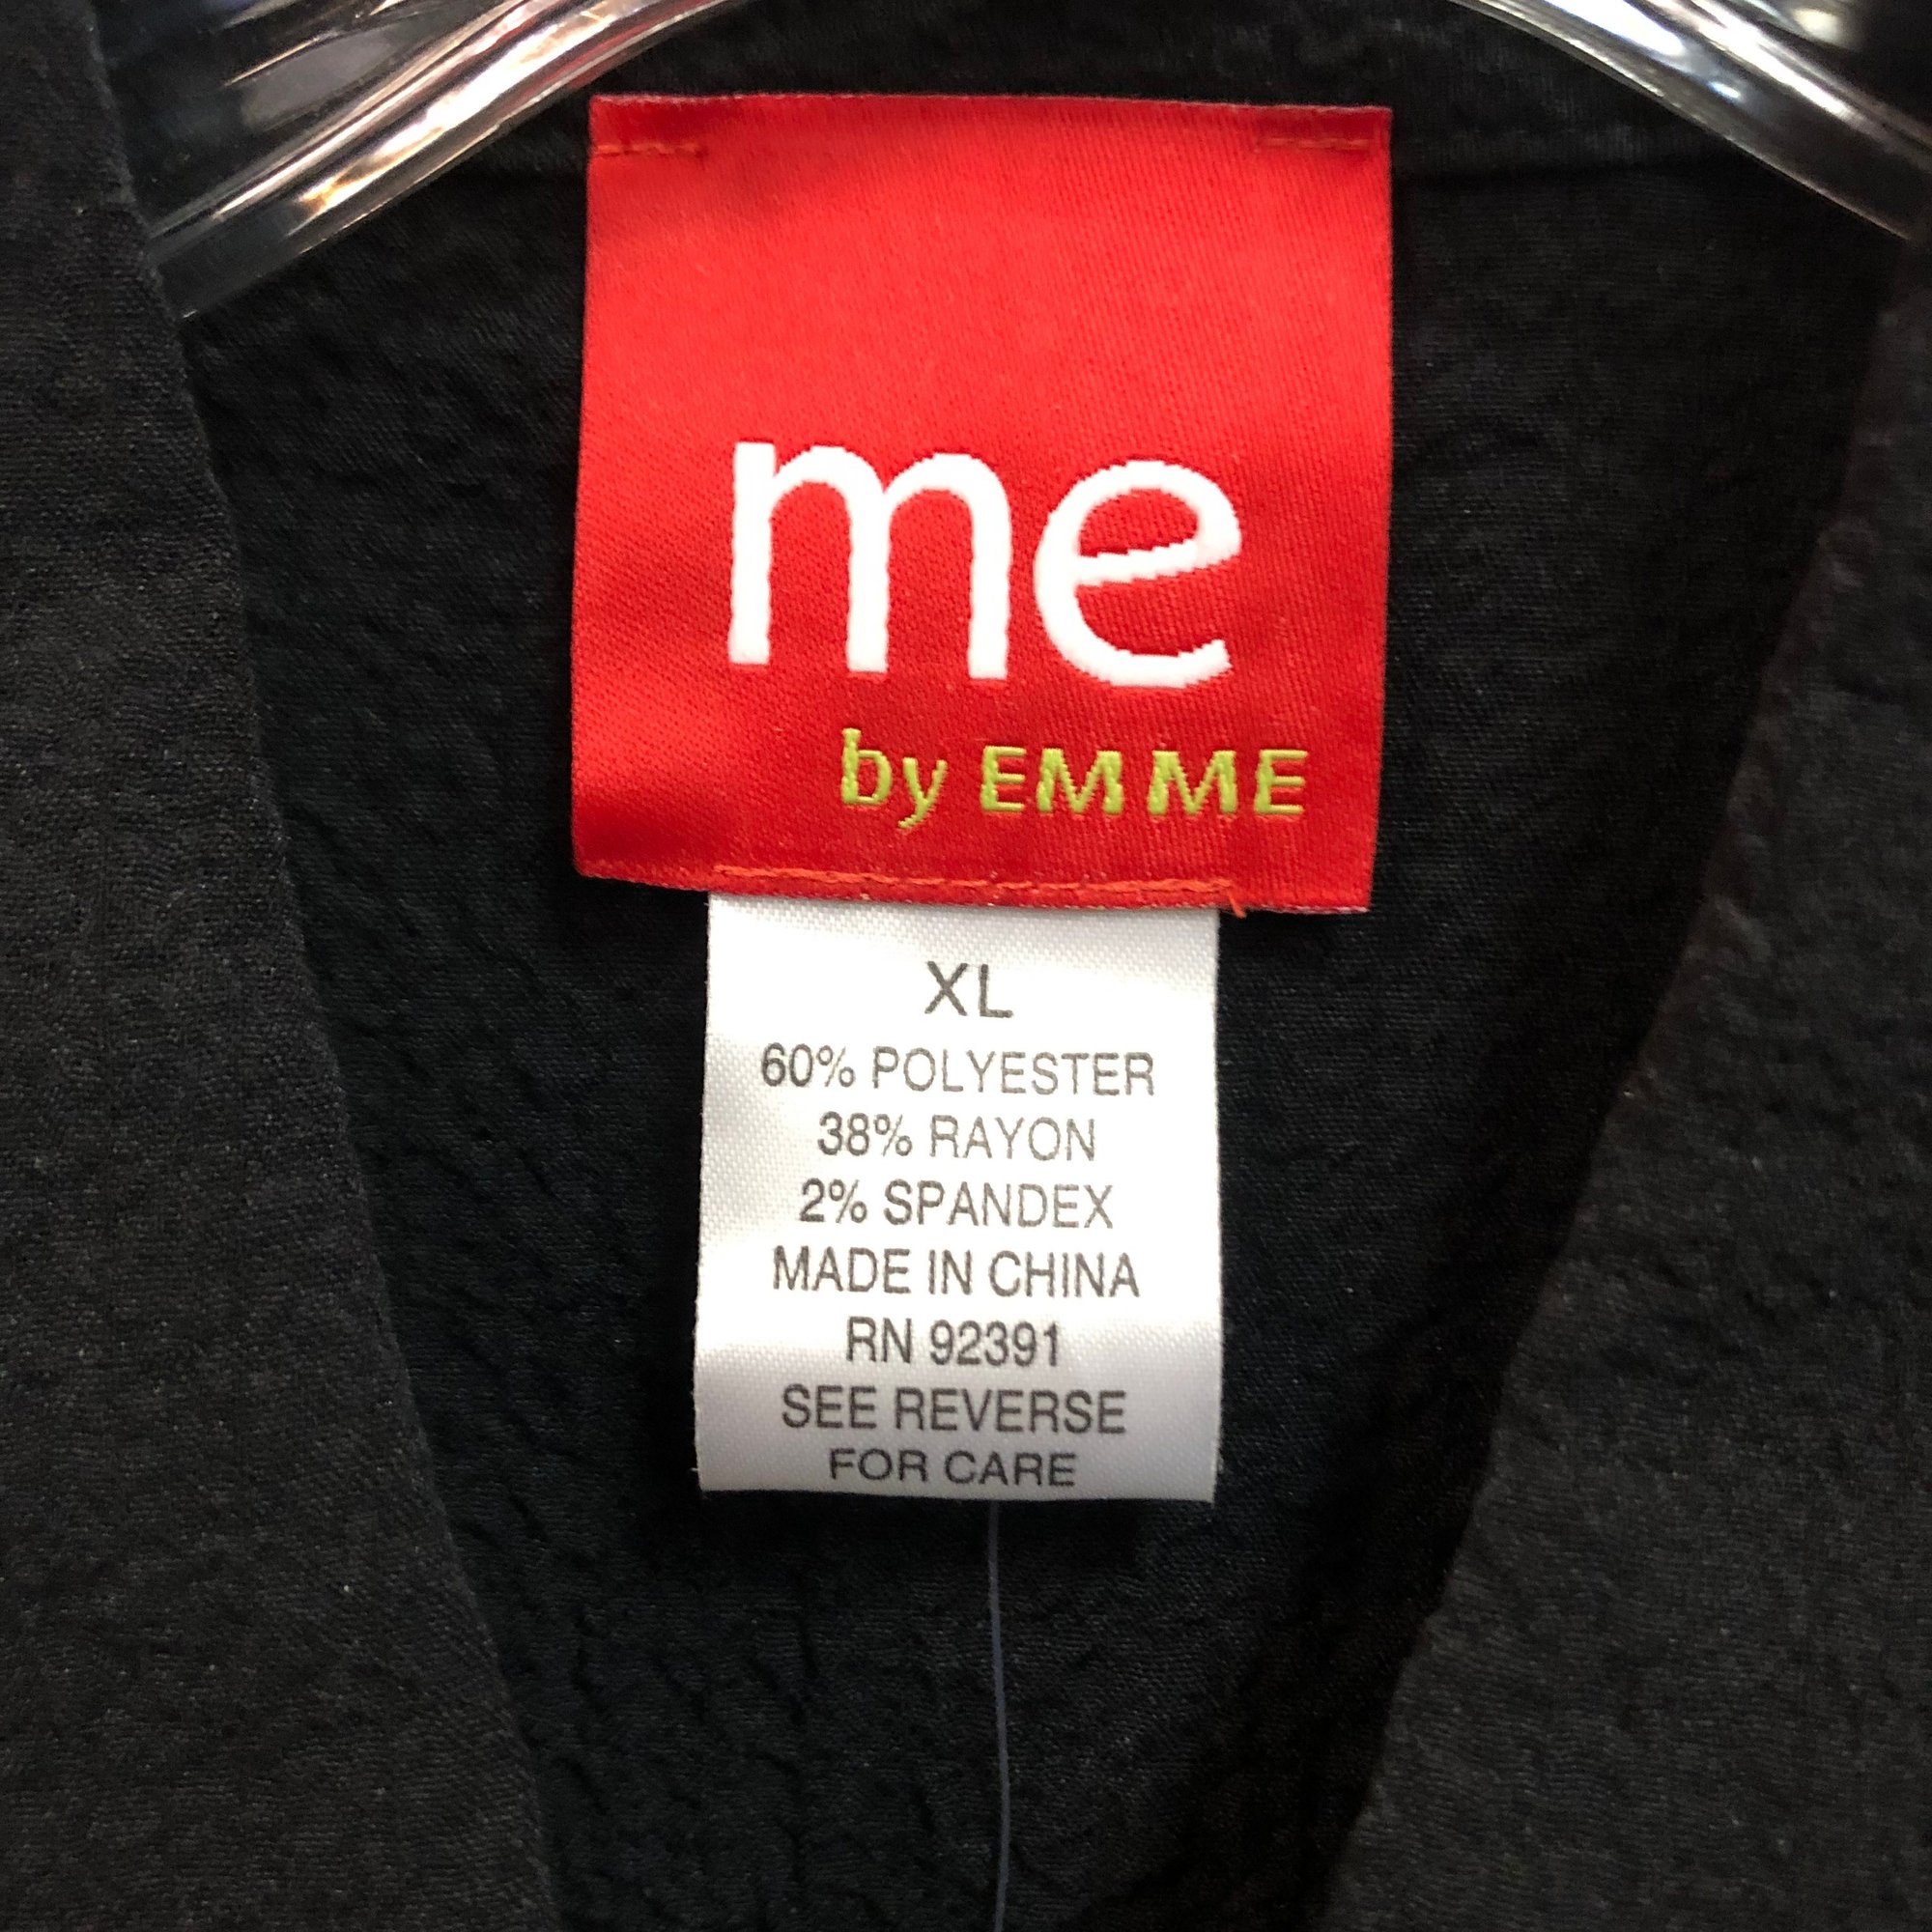 me
by EMME
XL
60% POLYESTER
38% RAYON
2% SPANDEX
MADE IN CHINA
RN 92391
SEE REVERSE
FOR CARE